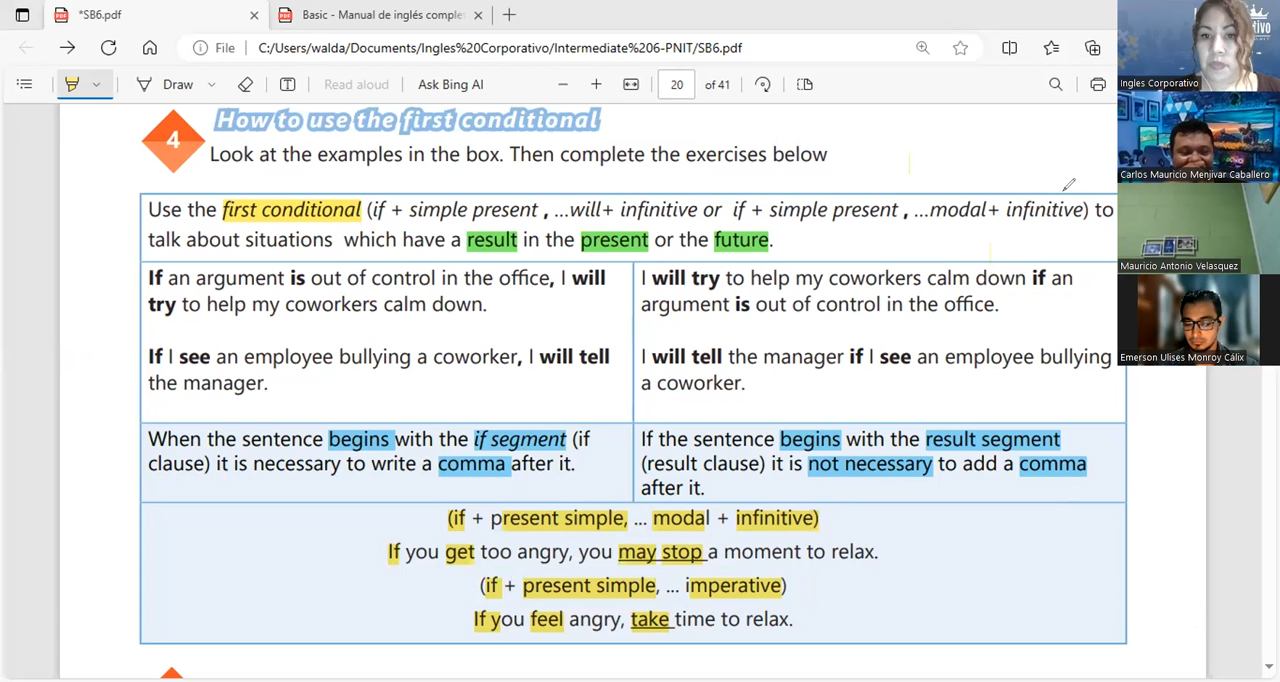 *SB6.pdf
Basic - Manual de inglés complet
File
C:/Users/walda/Documents/Ingles%20Corporativo/Intermediate%206-PNIT/SB6.pdf
Draw
Read aloud
Ask Bing AI
20
of 41
4
How to use the first conditional
Look at the examples in the box. Then complete the exercises below
Use the first conditional (if + simple present , ...will+ infinitive or if + simple present , ...modal+ infinitive) to
talk about situations which have a result in the present or the future.
If an argument is out of control in the office, I will
try to help my coworkers calm down.
If I see an employee bullying a coworker, I will tell
the manager.
I will try to help my coworkers calm down if an
argument is out of control in the office.
I will tell the manager if I see an employee bullying
a coworker.
When the sentence begins with the if segment (if
clause) it is necessary to write a comma after it.
If the sentence begins with the result segment
(result clause) it is not necessary to add a comma
after it.
(if + present simple, ... modal + infinitive)
If you get too angry, you may stop a moment to relax.
(if + present simple, ... imperative)
If you feel angry, take time to relax.
Ingles Corporativo
Carlos Mauricio Menjivar Caballero
Mauricio Antonio Velasquez
Emerson Ulises Monroy Cálix